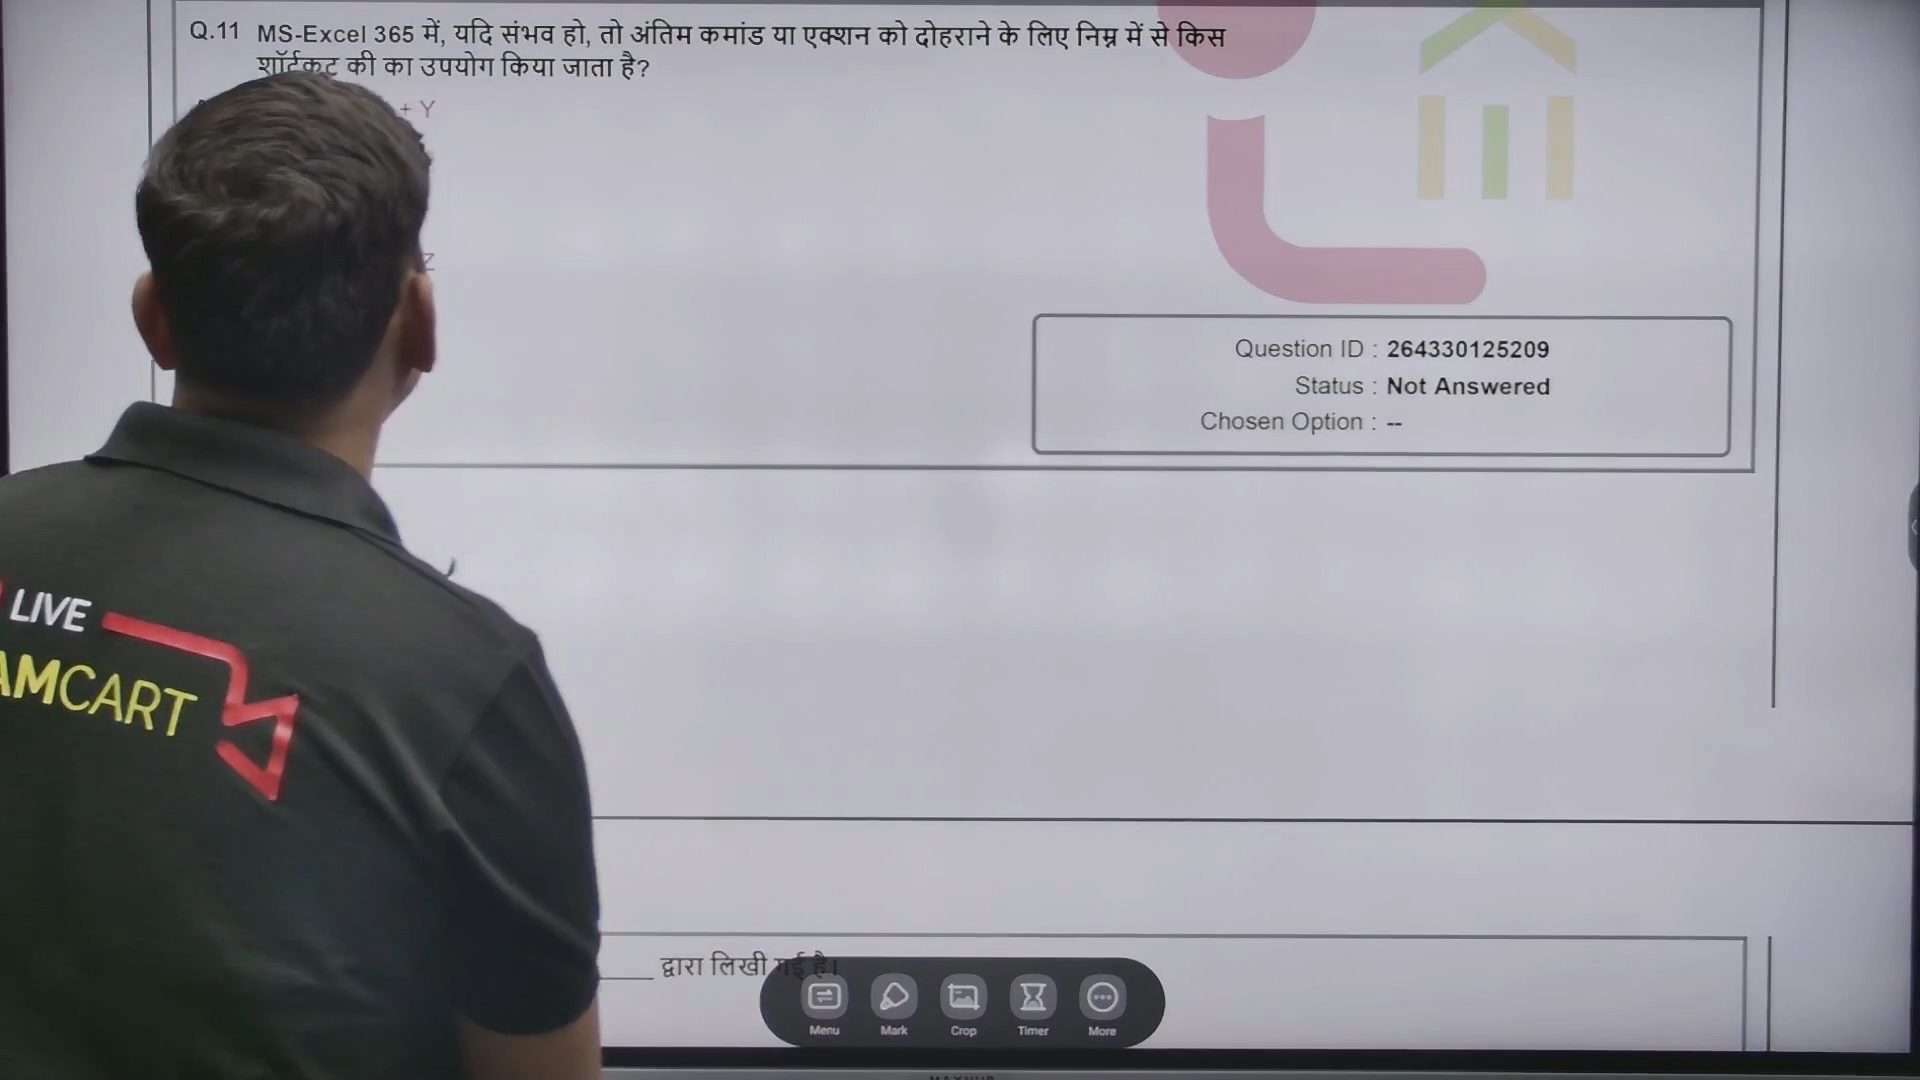 Q.11 MS-Excel 365 में, यदि संभव हो, तो अंतिम कमांड या एक्शन को दोहराने के लिए निम्न में से किस
शॉर्टकट की का उपयोग किया जाता है?
+ Y
Z
Question ID : 264330125209
Status : Not Answered
Chosen Option : --
LIVE
AMCART
द्वारा लिखी गई है।
Menu
Mark
Crop
Timer
More